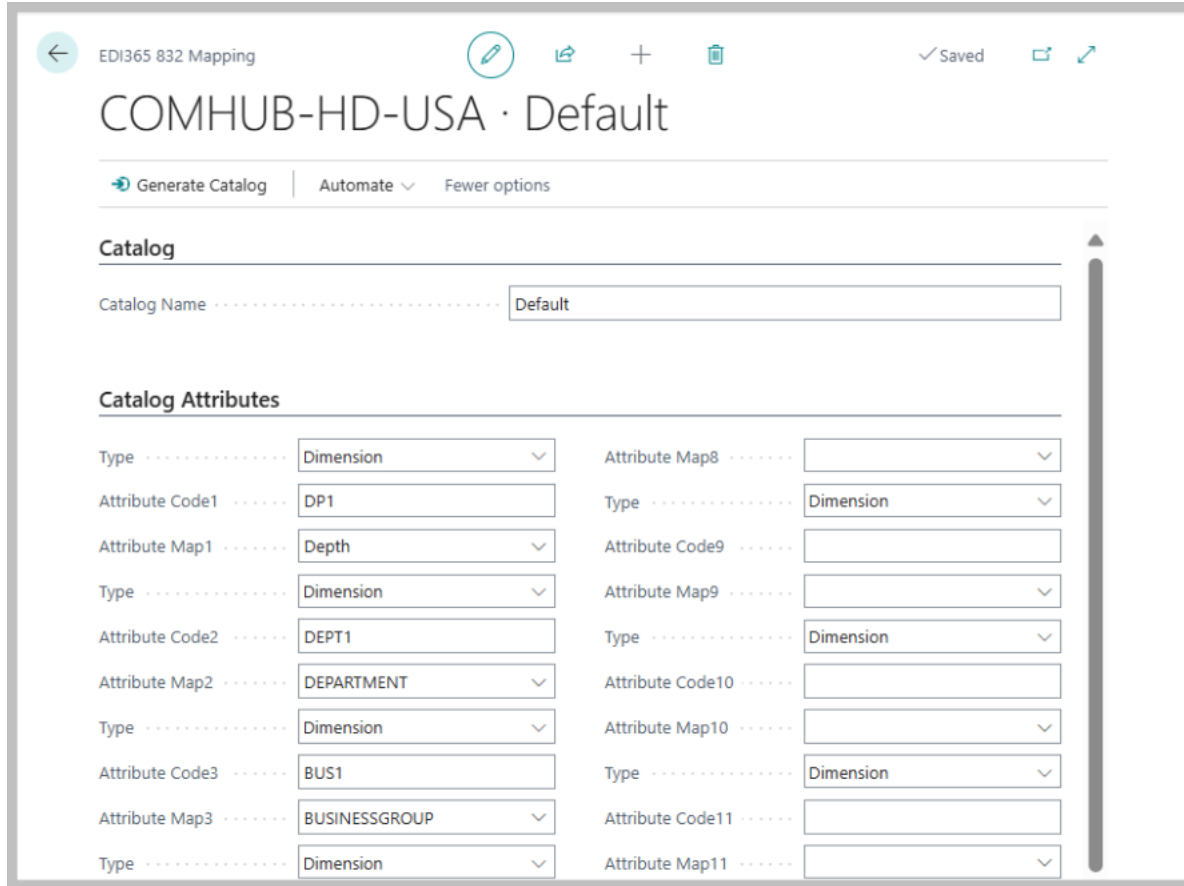 EDI365 832 Mapping
Saved
COMHUB-HD-USA · Default
Generate Catalog
Automate
Fewer options
Catalog
Catalog Name
Default
Catalog Attributes
Type Dimension
Attribute Code1 DP1
Attribute Map1 Depth
Type Dimension
Attribute Code2 DEPT1
Attribute Map2 DEPARTMENT
Type Dimension
Attribute Code3 BUS1
Attribute Map3 BUSINESSGROUP
Type Dimension
Attribute Map8
Type Dimension
Attribute Code9
Attribute Map9
Type Dimension
Attribute Code10
Attribute Map10
Type Dimension
Attribute Code11
Attribute Map11